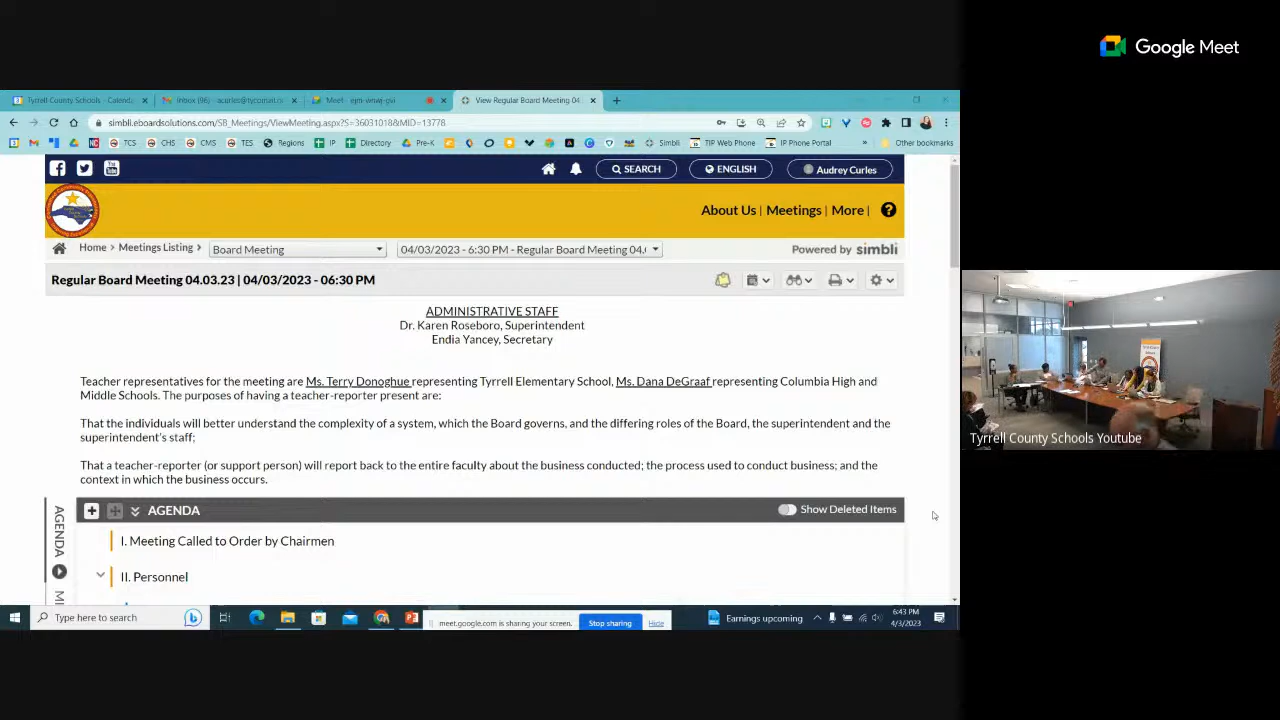 Google Meet
Tyrrell County Schools - Calend
Inbox (96)
Meet
View Regular Board Meeting 04
simbli.eboardsolutions.com/SB_Meetings/ViewMeeting.aspx?S=36031018&MID=13778
TCS CHS CMS TES Regions IP Directory Pre-K Simbli TIP Web Phone IP Phone Portal » Other bookmarks
SEARCH ENGLISH Audrey Curles
About Us | Meetings | More |
Home > Meetings Listing > Board Meeting 04/03/2023 - 6:30 PM - Regular Board Meeting 04.( Powered by simbli
Regular Board Meeting 04.03.23 | 04/03/2023 - 06:30 PM
ADMINISTRATIVE STAFF
Dr. Karen Roseboro, Superintendent
Endia Yancey, Secretary
Teacher representatives for the meeting are Ms. Terry Donoghue representing Tyrrell Elementary School, Ms. Dana DeGraaf representing Columbia High and
Middle Schools. The purposes of having a teacher-reporter present are:
That the individuals will better understand the complexity of a system, which the Board governs, and the differing roles of the Board, the superintendent and the
superintendent's staff;
That a teacher-reporter (or support person) will report back to the entire faculty about the business conducted; the process used to conduct business; and the
context in which the business occurs.
AGENDA
AGENDA Show Deleted Items
I. Meeting Called to Order by Chairmen
II. Personnel
MI
Type here to search
meet.google.com is sharing your screen. Stop sharing Hide
Earnings upcoming
6:43 PM
4/3/2023
Tyrrell County Schools Youtube